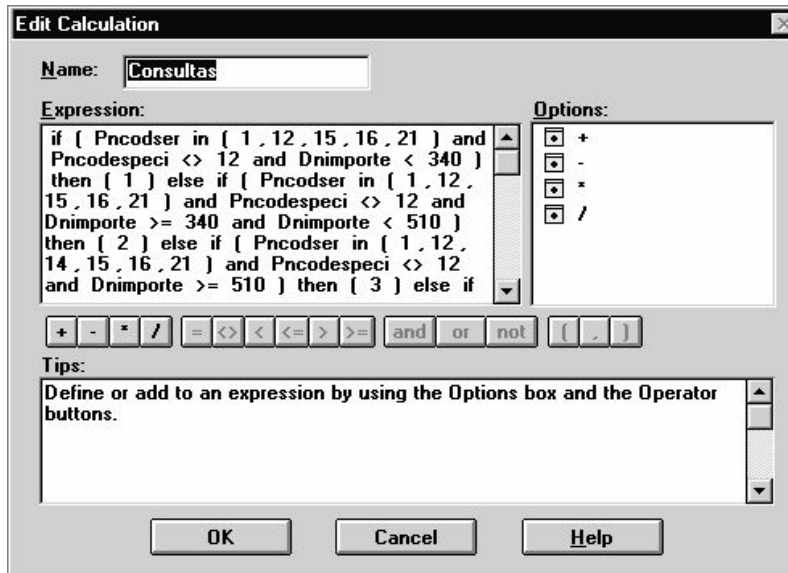 Edit Calculation
Name: Consultas
Expression:
if ( Pncodser in ( 1 , 12 , 15 , 16 , 21 ) and
Pncodespeci <> 12 and Dnimporte < 340 )
then ( 1 ) else if ( Pncodser in ( 1 , 12 ,
15 , 16 , 21 ) and Pncodespeci <> 12 and
Dnimporte >= 340 and Dnimporte < 510 )
then ( 2 ) else if ( Pncodser in ( 1 , 12 ,
14 , 15 , 16 , 21 ) and Pncodespeci <> 12
and Dnimporte >= 510 ) then ( 3 ) else if
Options:
+
-
*
/
+ - * / = <> < <= > >= and or not ( , )
Tips:
Define or add to an expression by using the Options box and the Operator
buttons.
OK Cancel Help